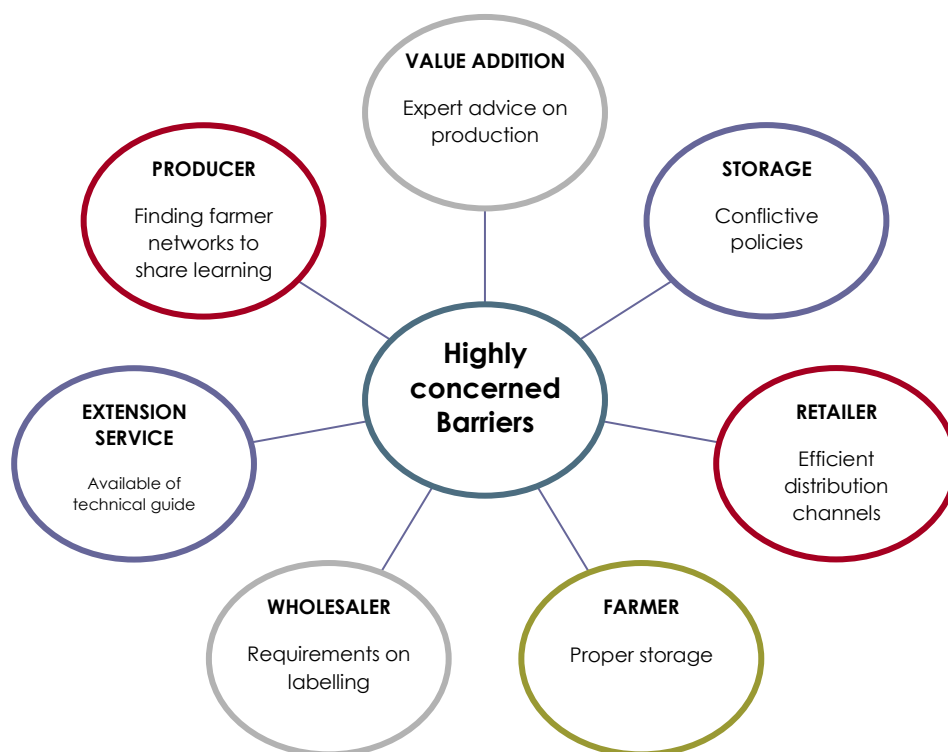 VALUE ADDITION
Expert advice on
production
PRODUCER
Finding farmer
networks to
share learning
STORAGE
Conflictive
policies
Highly
concerned
Barriers
EXTENSION
SERVICE
Available of
technical guide
RETAILER
Efficient
distribution
channels
WHOLESALER
Requirements on
labelling
FARMER
Proper storage